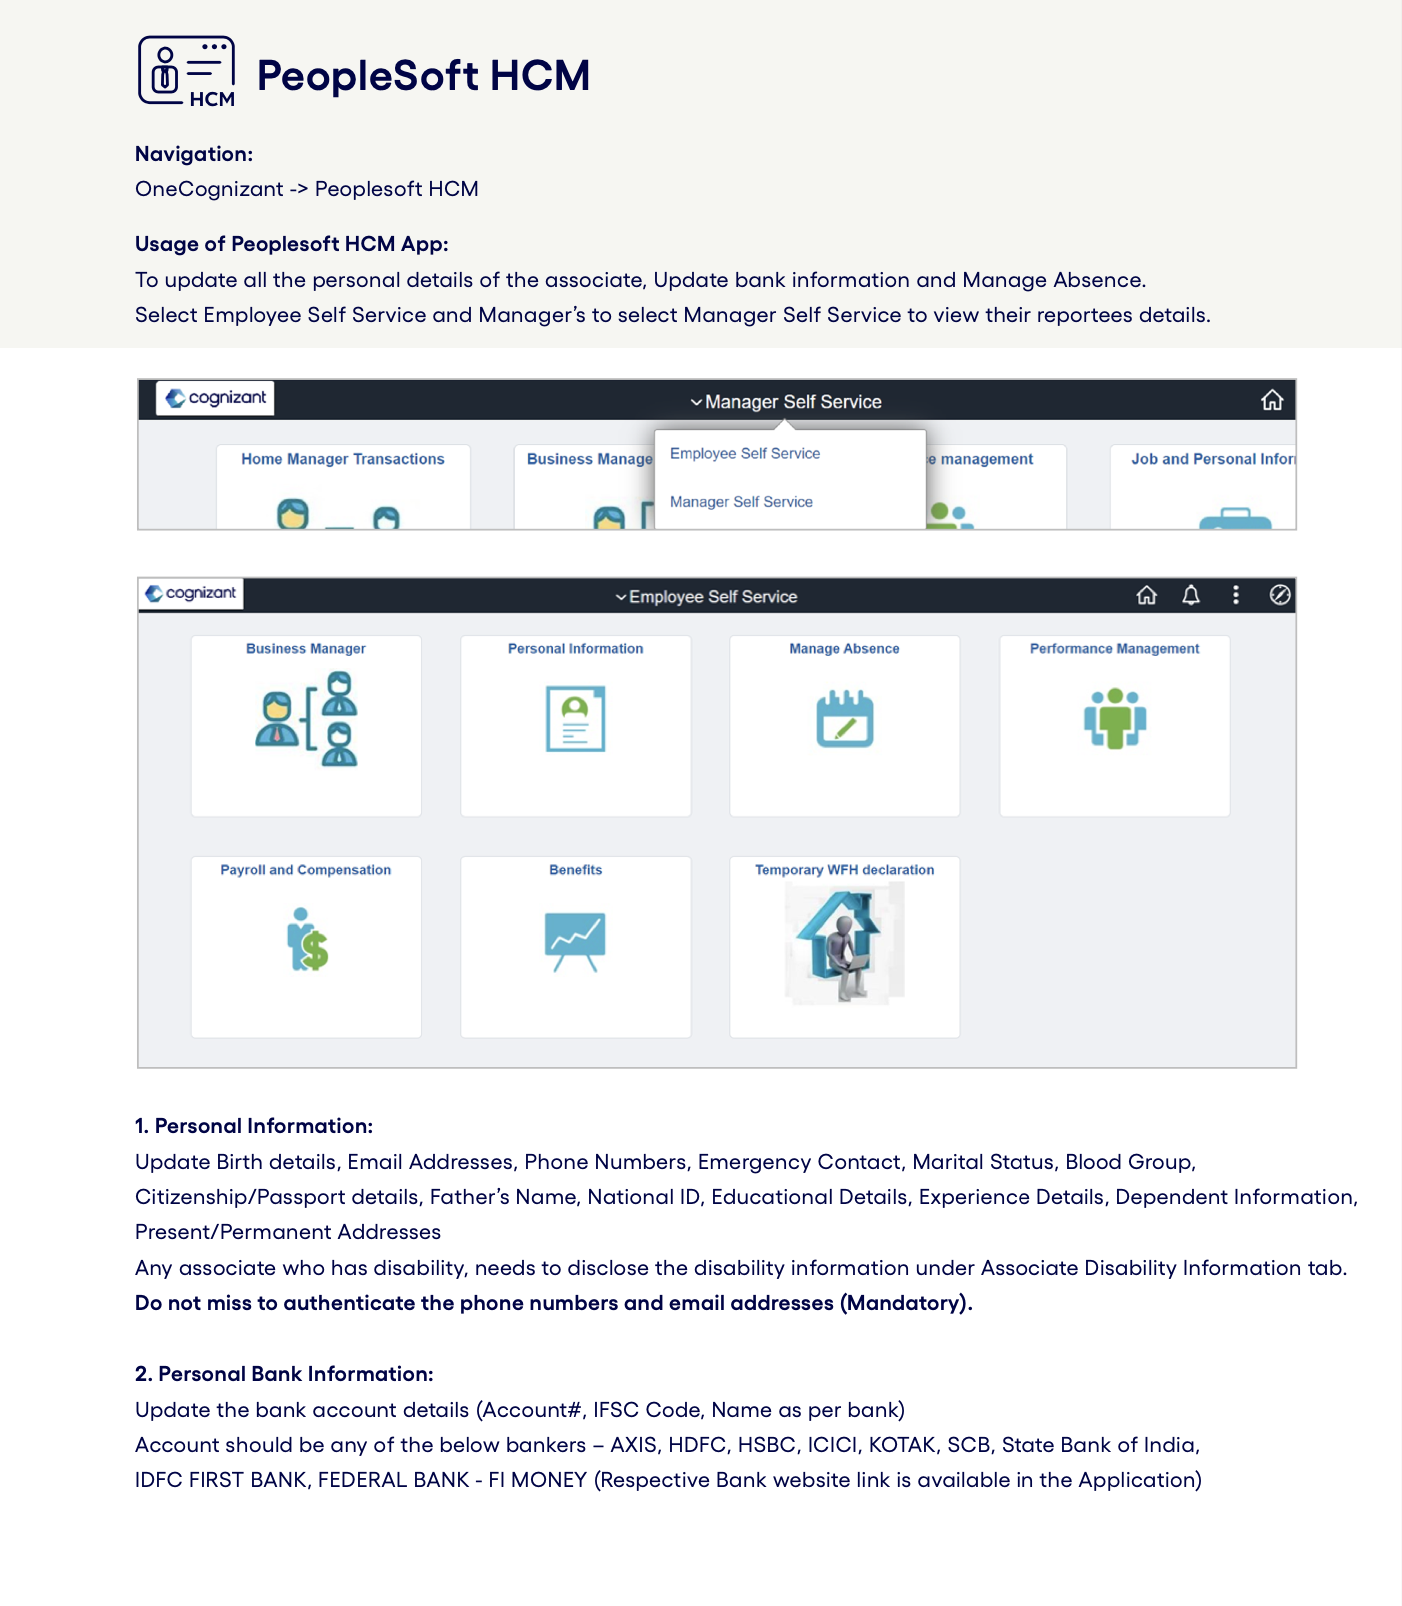 HCM
PeopleSoft HCM
Navigation:
OneCognizant -> Peoplesoft HCM
Usage of Peoplesoft HCM App:
To update all the personal details of the associate, Update bank information and Manage Absence.
Select Employee Self Service and Manager’s to select Manager Self Service to view their reportees details.
cognizant
Manager Self Service
Home Manager Transactions
Business Manage
Employee Self Service
e management
Job and Personal Infor
Manager Self Service
cognizant
Employee Self Service
Business Manager
Personal Information
Manage Absence
Performance Management
Payroll and Compensation
Benefits
Temporary WFH declaration
1. Personal Information:
Update Birth details, Email Addresses, Phone Numbers, Emergency Contact, Marital Status, Blood Group,
Citizenship/Passport details, Father’s Name, National ID, Educational Details, Experience Details, Dependent Information,
Present/Permanent Addresses
Any associate who has disability, needs to disclose the disability information under Associate Disability Information tab.
Do not miss to authenticate the phone numbers and email addresses (Mandatory).
2. Personal Bank Information:
Update the bank account details (Account#, IFSC Code, Name as per bank)
Account should be any of the below bankers – AXIS, HDFC, HSBC, ICICI, KOTAK, SCB, State Bank of India,
IDFC FIRST BANK, FEDERAL BANK - FI MONEY (Respective Bank website link is available in the Application)